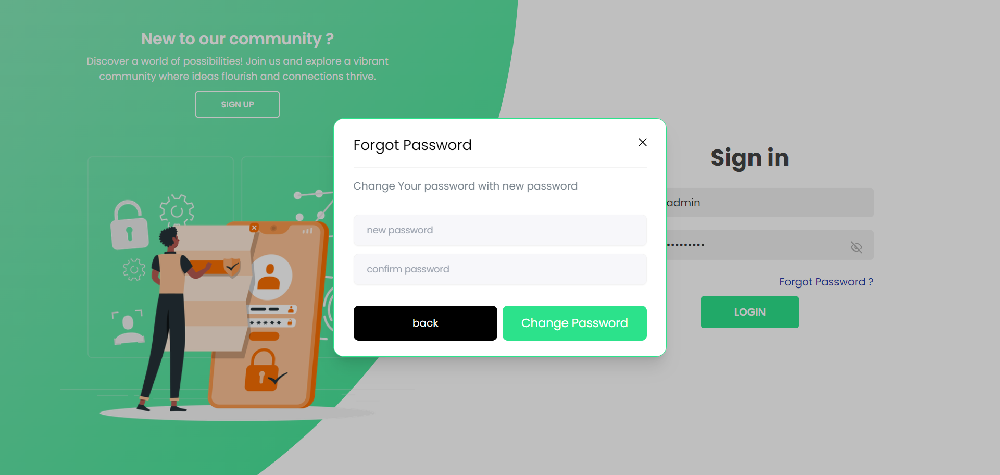 New to our community ?
Discover a world of possibilities! Join us and explore a vibrant
community where ideas flourish and connections thrive.
SIGN UP
Forgot Password
Change Your password with new password
new password
confirm password
back
Change Password
Sign in
admin
•••••••••
Forgot Password ?
LOGIN